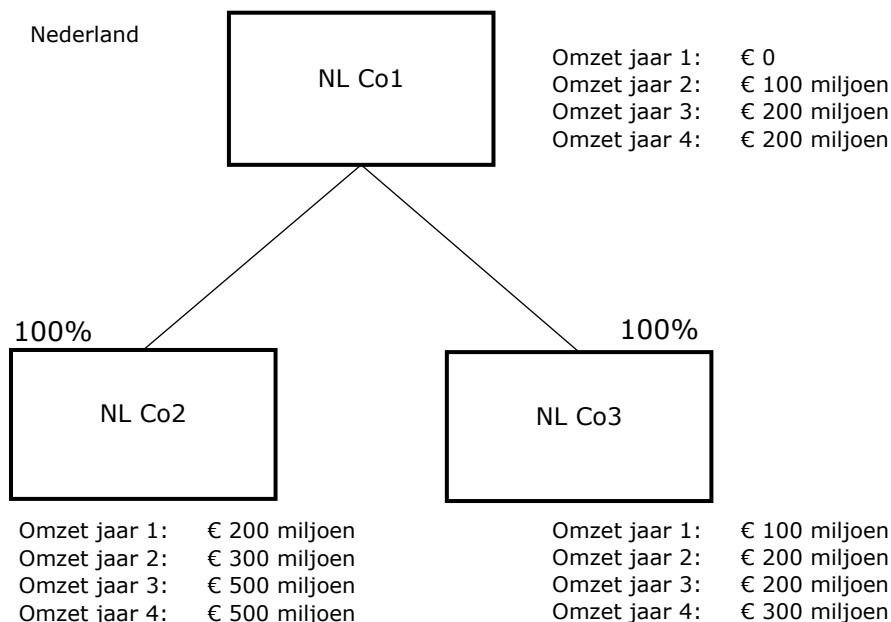 Nederland
NL Co1
Omzet jaar 1: € 0
Omzet jaar 2: € 100 miljoen
Omzet jaar 3: € 200 miljoen
Omzet jaar 4: € 200 miljoen
100%
100%
NL Co2
NL Co3
Omzet jaar 1: € 200 miljoen
Omzet jaar 2: € 300 miljoen
Omzet jaar 3: € 500 miljoen
Omzet jaar 4: € 500 miljoen
Omzet jaar 1: € 100 miljoen
Omzet jaar 2: € 200 miljoen
Omzet jaar 3: € 200 miljoen
Omzet jaar 4: € 300 miljoen